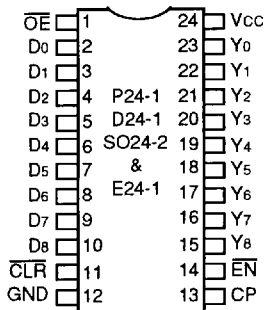 OE 1 24 VCC
D0 2 23 Y0
D1 3 22 Y1
D2 4 P24-1 21 Y2
D3 5 D24-1 20 Y3
D4 6 SO24-2 19 Y4
D5 7 & 18 Y5
D6 8 E24-1 17 Y6
D7 9 16 Y7
D8 10 15 Y8
CLR 11 14 EN
GND 12 13 CP